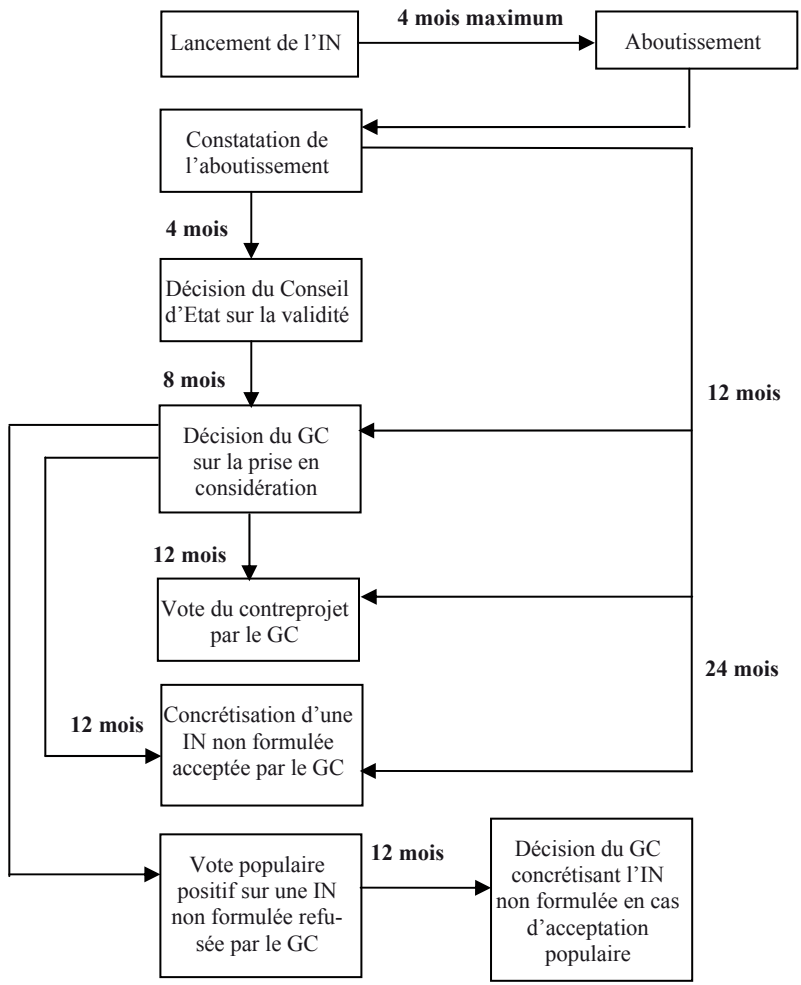 4 mois maximum
Lancement de l’IN
Aboutissement
Constatation de
l’aboutissement
4 mois
Décision du Conseil
d’Etat sur la validité
8 mois
12 mois
Décision du GC
sur la prise en
considération
12 mois
Vote du contreprojet
par le GC
24 mois
12 mois
Concrétisation d’une
IN non formulée
acceptée par le GC
Vote populaire
positif sur une IN
non formulée refu-
sée par le GC
12 mois
Décision du GC
concrétisant l’IN
non formulée en cas
d’acceptation
populaire